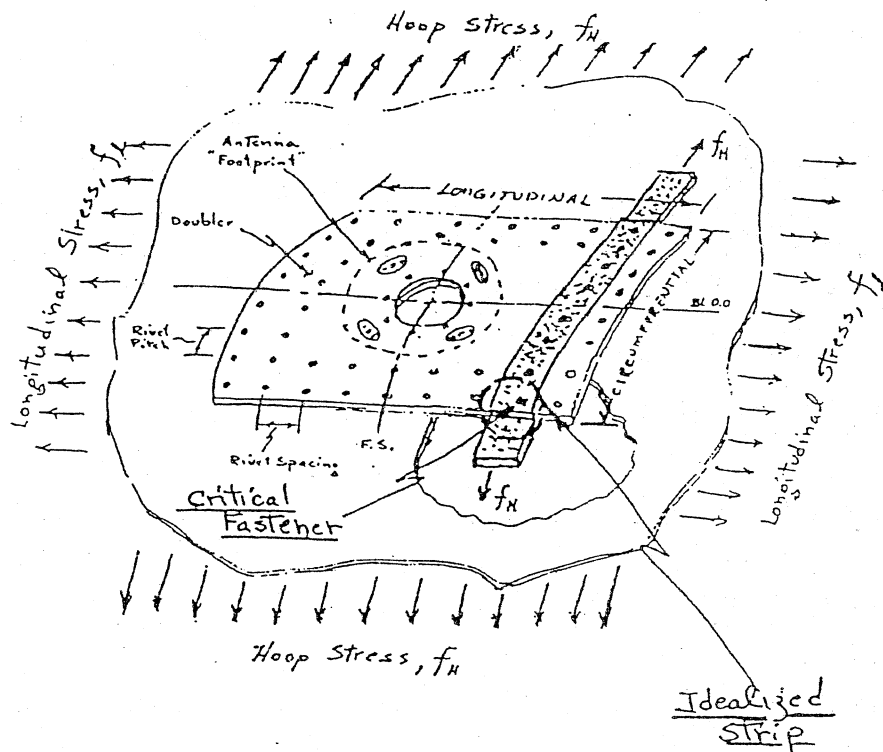 Hoop Stress, fH
Antenna
"Footprint"
Doubler
LONGITUDINAL
fH
Longitudinal Stress, fL
CIRCUMFERENTIAL
BL 0.0
Rivet
Pitch
Rivet Spacing
F.S.
Longitudinal Stress, fL
Critical
Fastener
fH
Hoop Stress, fH
Idealized
Strip